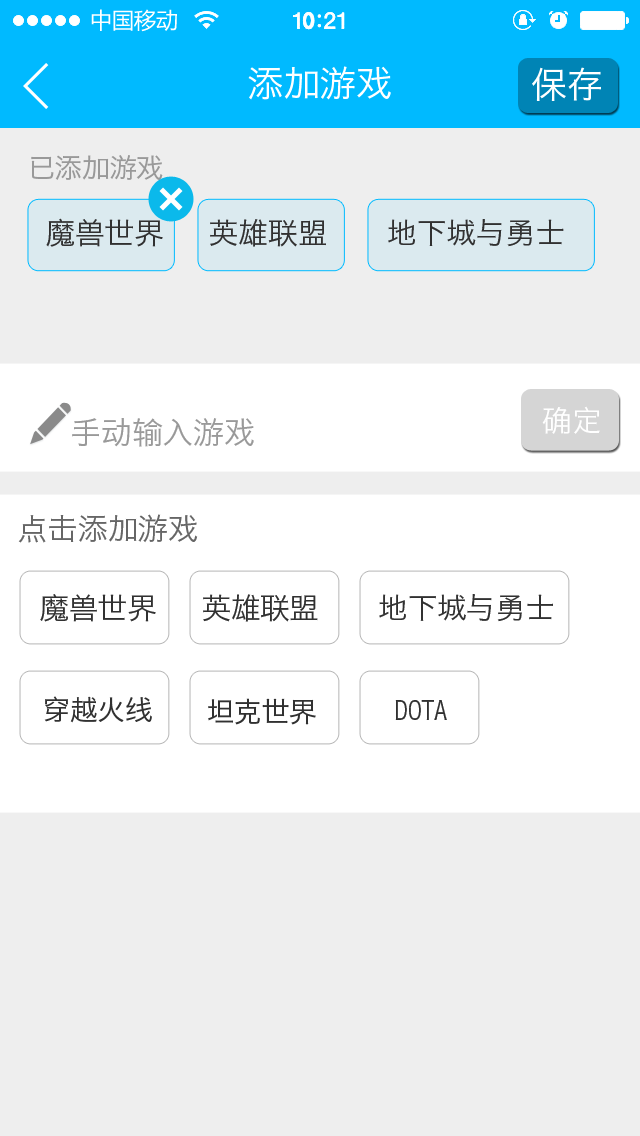 中国移动 10:21
添加游戏 保存
已添加游戏
魔兽世界 英雄联盟 地下城与勇士
手动输入游戏 确定
点击添加游戏
魔兽世界 英雄联盟 地下城与勇士
穿越火线 坦克世界 DOTA